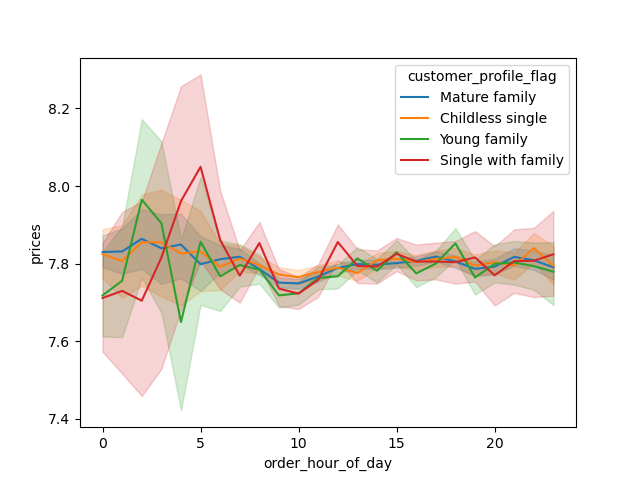 customer_profile_flag
Mature family
Childless single
Young family
Single with family
8.2
8.0
7.8
7.6
7.4
prices
0
5
10
15
20
order_hour_of_day